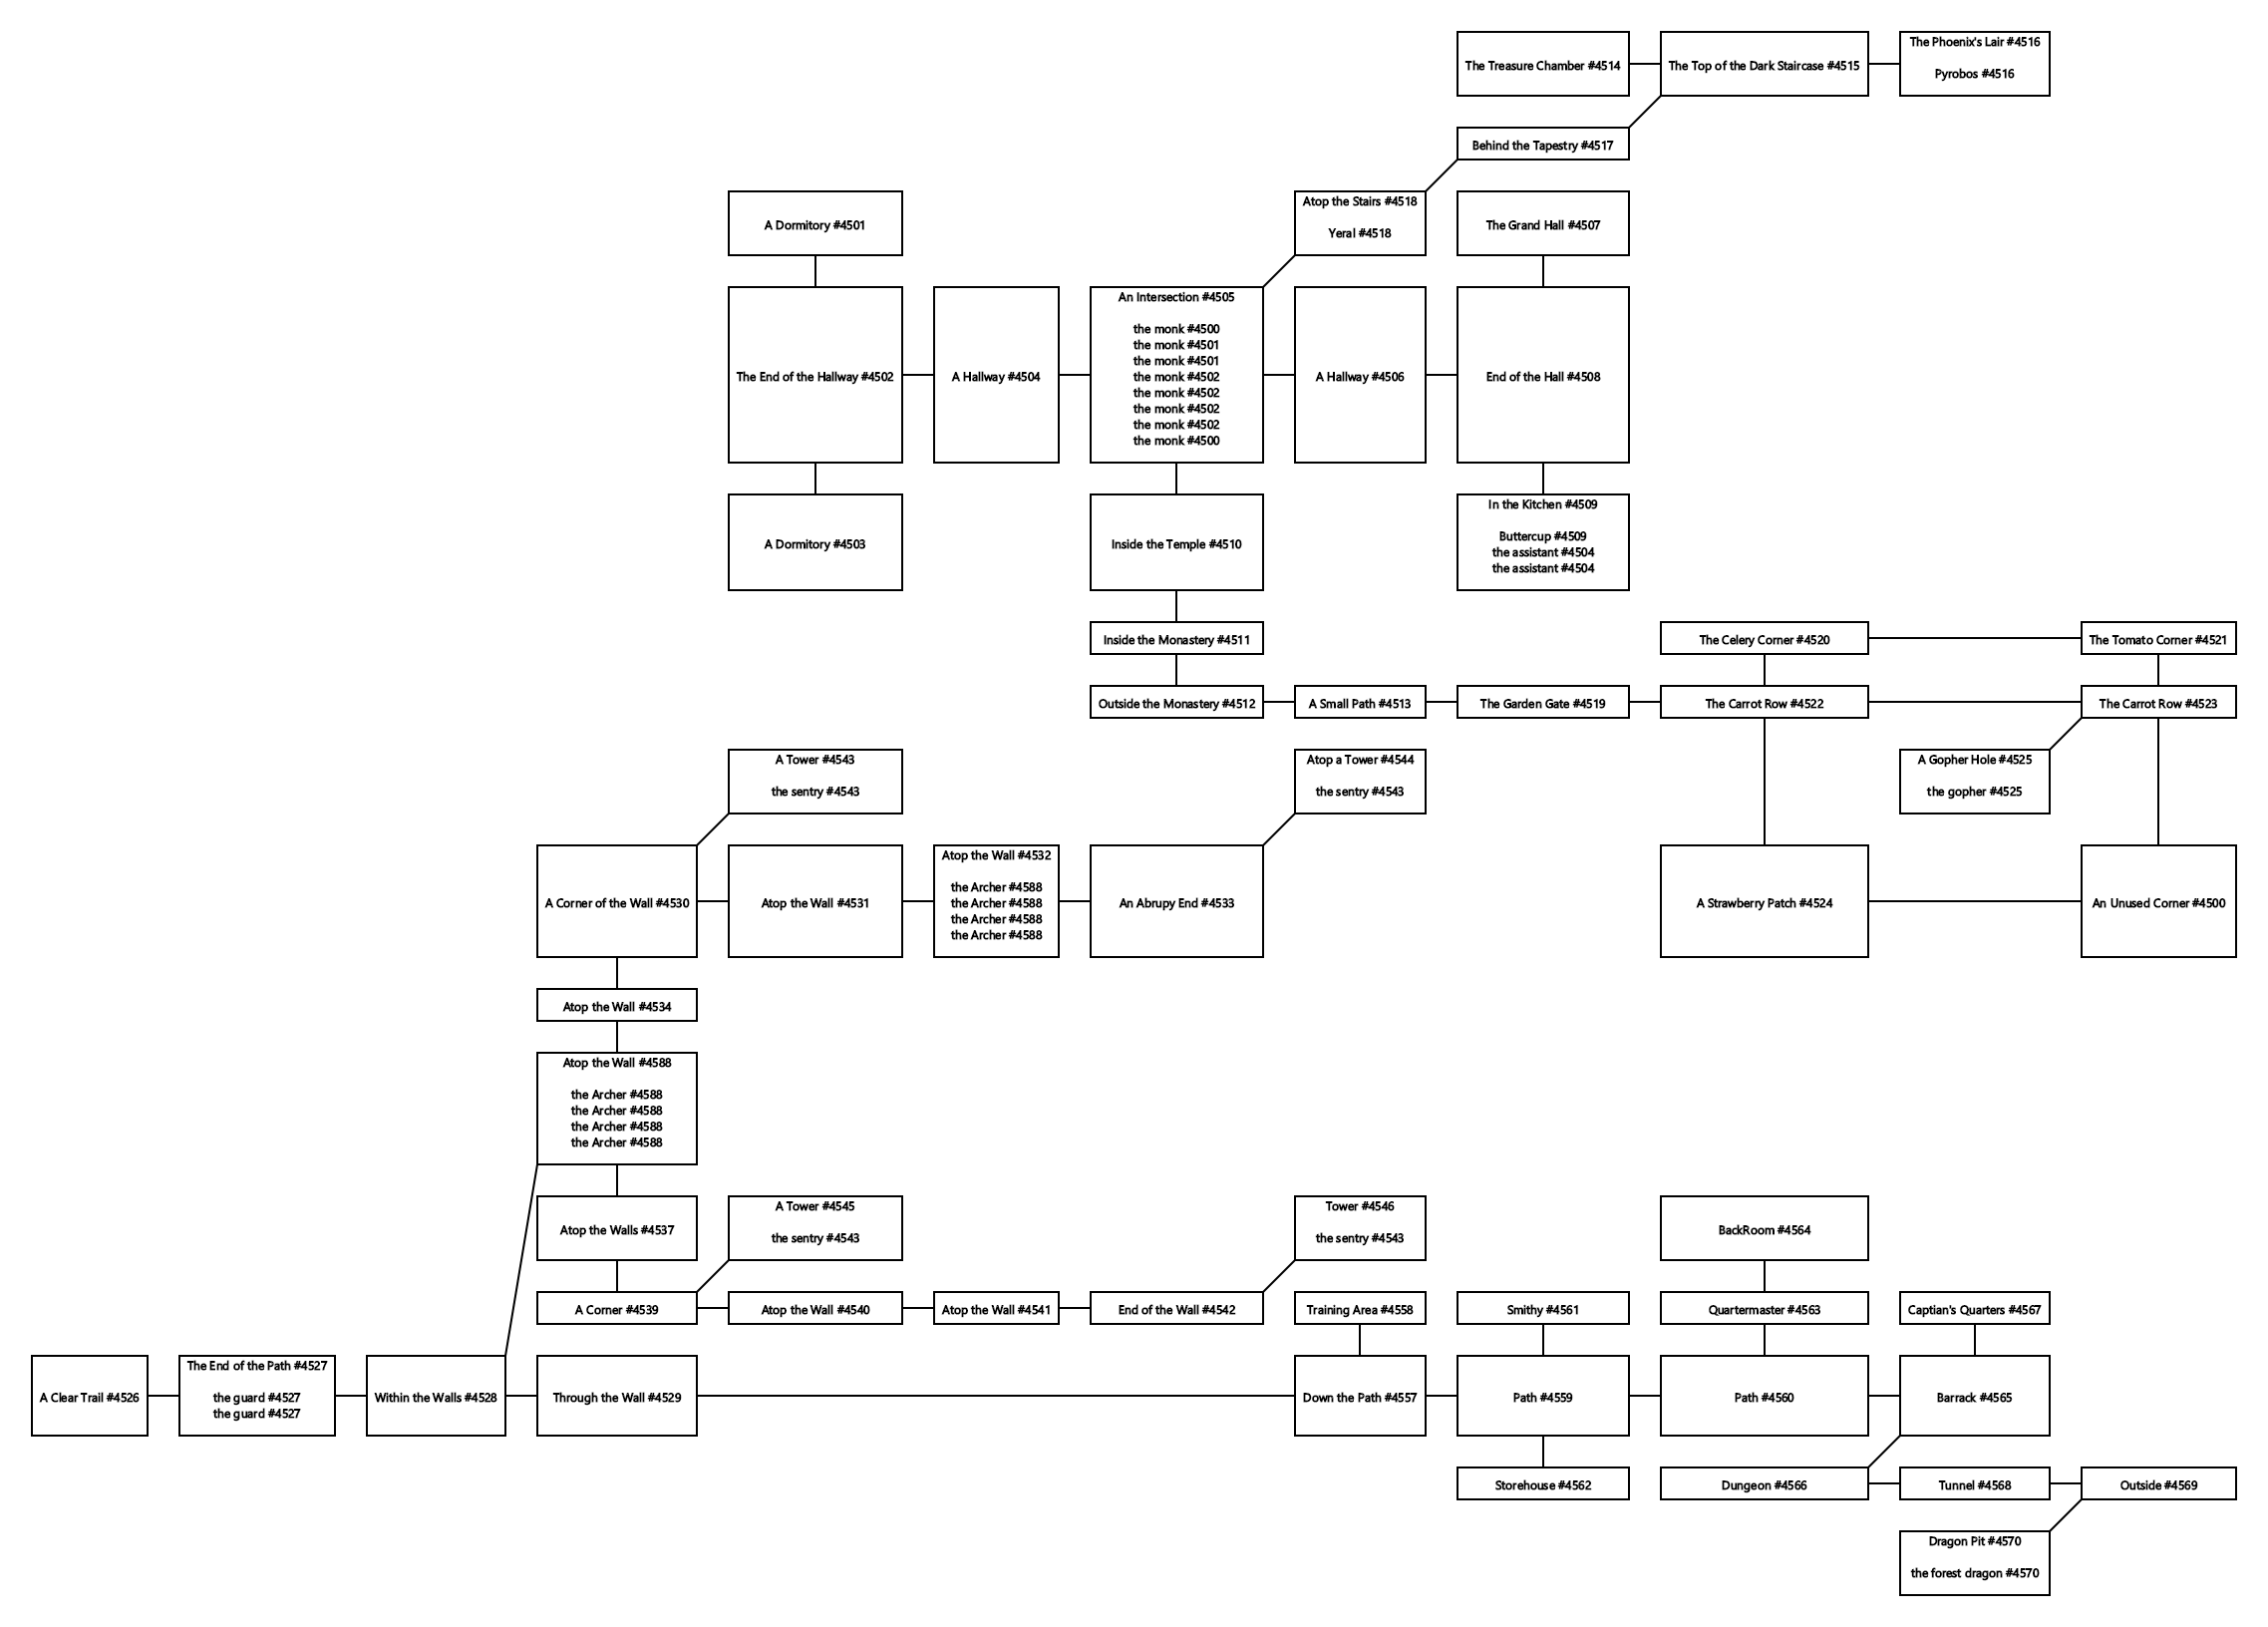 The Treasure Chamber #4514
The Top of the Dark Staircase #4515
The Phoenix's Lair #4516
Pyrobos #4516
Behind the Tapestry #4517
A Dormitory #4501
Atop the Stairs #4518
Yeral #4518
The Grand Hall #4507
The End of the Hallway #4502
A Hallway #4504
An Intersection #4505
the monk #4500
the monk #4501
the monk #4501
the monk #4502
the monk #4502
the monk #4502
the monk #4502
the monk #4500
A Hallway #4506
End of the Hall #4508
A Dormitory #4503
Inside the Temple #4510
In the Kitchen #4509
Buttercup #4509
the assistant #4504
the assistant #4504
Inside the Monastery #4511
The Celery Corner #4520
The Tomato Corner #4521
Outside the Monastery #4512
A Small Path #4513
The Garden Gate #4519
The Carrot Row #4522
The Carrot Row #4523
A Tower #4543
the sentry #4543
Atop a Tower #4544
the sentry #4543
A Gopher Hole #4525
the gopher #4525
A Corner of the Wall #4530
Atop the Wall #4531
Atop the Wall #4532
the Archer #4588
the Archer #4588
the Archer #4588
the Archer #4588
An Abrupy End #4533
A Strawberry Patch #4524
An Unused Corner #4500
Atop the Wall #4534
Atop the Wall #4588
the Archer #4588
the Archer #4588
the Archer #4588
the Archer #4588
Atop the Walls #4537
A Tower #4545
the sentry #4543
Tower #4546
the sentry #4543
BackRoom #4564
A Corner #4539
Atop the Wall #4540
Atop the Wall #4541
End of the Wall #4542
Training Area #4558
Smithy #4561
Quartermaster #4563
Captian's Quarters #4567
A Clear Trail #4526
The End of the Path #4527
the guard #4527
the guard #4527
Within the Walls #4528
Through the Wall #4529
Down the Path #4557
Path #4559
Path #4560
Barrack #4565
Storehouse #4562
Dungeon #4566
Tunnel #4568
Outside #4569
Dragon Pit #4570
the forest dragon #4570